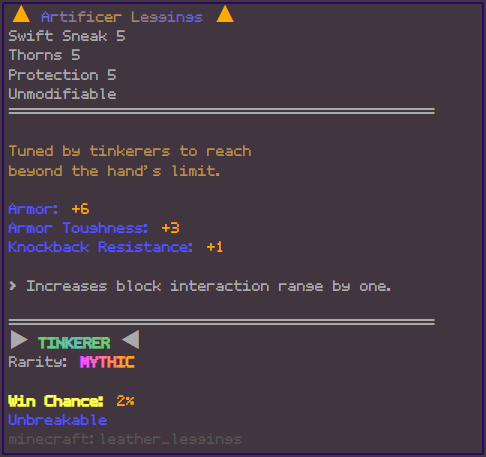 Artificer Leggings
Swift Sneak 5
Thorns 5
Protection 5
Unmodifiable
Tuned by tinkerers to reach
beyond the hand's limit.
Armor: +6
Armor Toughness: +3
Knockback Resistance: +1
> Increases block interaction range by one.
TINKERER
Rarity: MYTHIC
Win Chance: 2%
Unbreakable
minecraft:leather_leggings